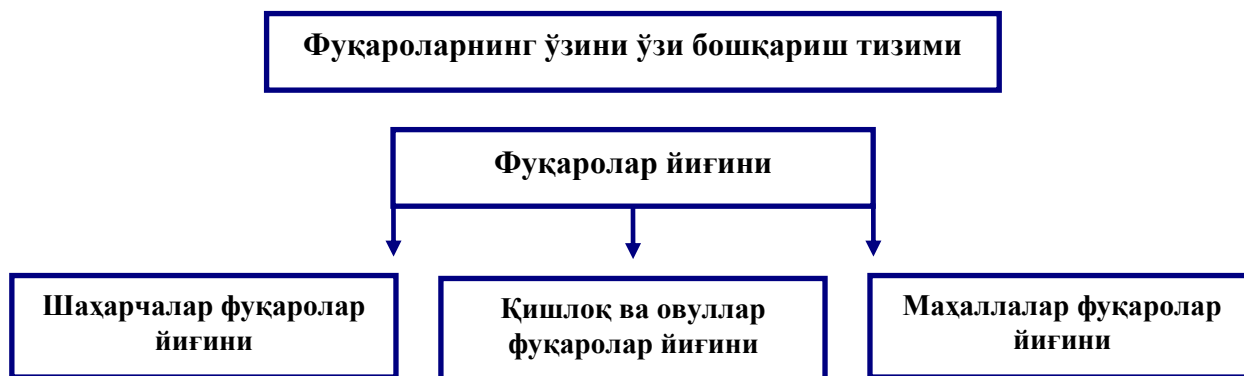 Фуқароларнинг ўзини ўзи бошқариш тизими
Фуқаролар йиғини
Шаҳарчалар фуқаролар
йиғини
Қишлоқ ва овуллар
фуқаролар йиғини
Маҳаллалар фуқаролар
йиғини